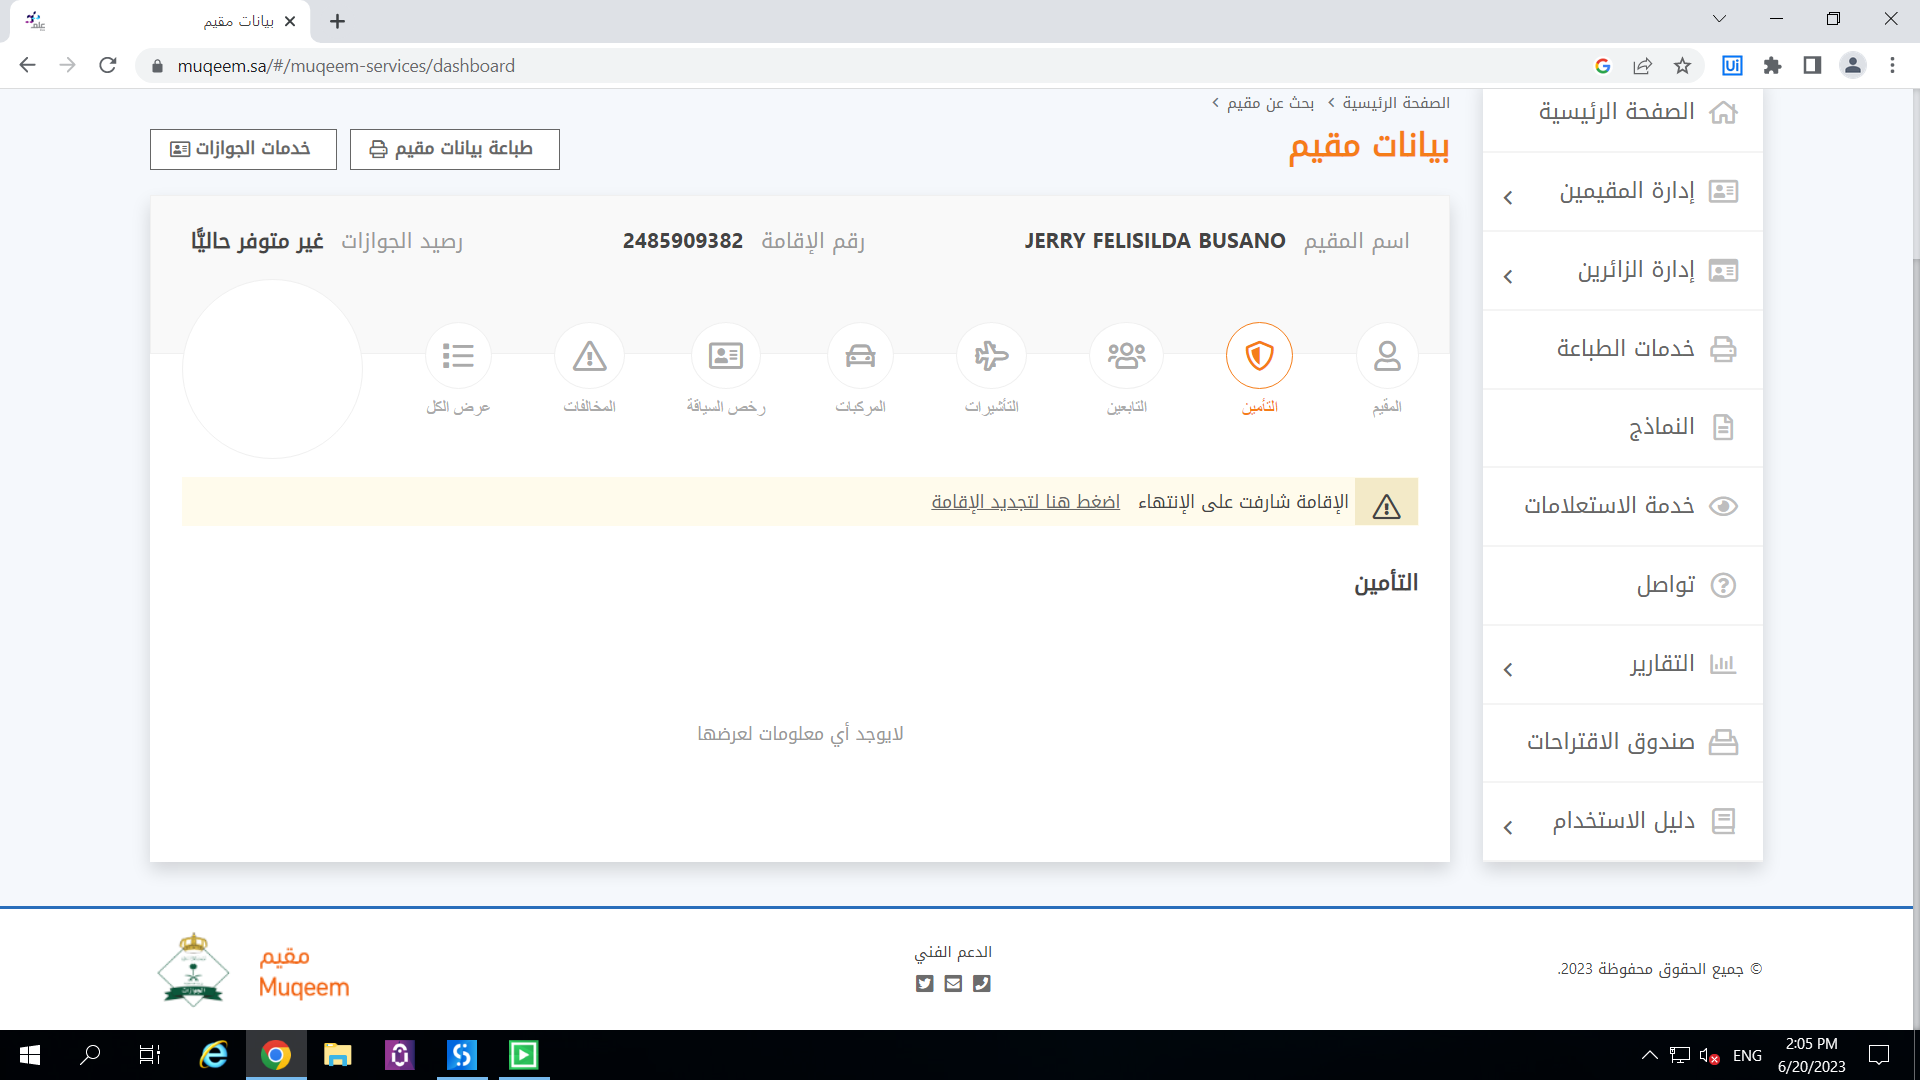 بيانات مقيم
muqeem.sa/#/muqeem-services/dashboard
الصفحة الرئيسية
بحث عن مقيم
بيانات مقيم
طباعة بيانات مقيم
خدمات الجوازات
اسم المقيم JERRY FELISILDA BUSANO
رقم الإقامة 2485909382
رصيد الجوازات غير متوفر حاليًّا
المقيم
التأمين
التابعين
التأشيرات
المركبات
رخص السياقة
المخالفات
عرض الكل
الإقامة شارفت على الإنتهاء اضغط هنا لتجديد الإقامة
التأمين
لايوجد أي معلومات لعرضها
الصفحة الرئيسية
إدارة المقيمين
إدارة الزائرين
خدمات الطباعة
النماذج
خدمة الاستعلامات
تواصل
التقارير
صندوق الاقتراحات
دليل الاستخدام
© جميع الحقوق محفوظة 2023.
الدعم الفني
مقيم
Muqeem
ENG
2:05 PM
6/20/2023